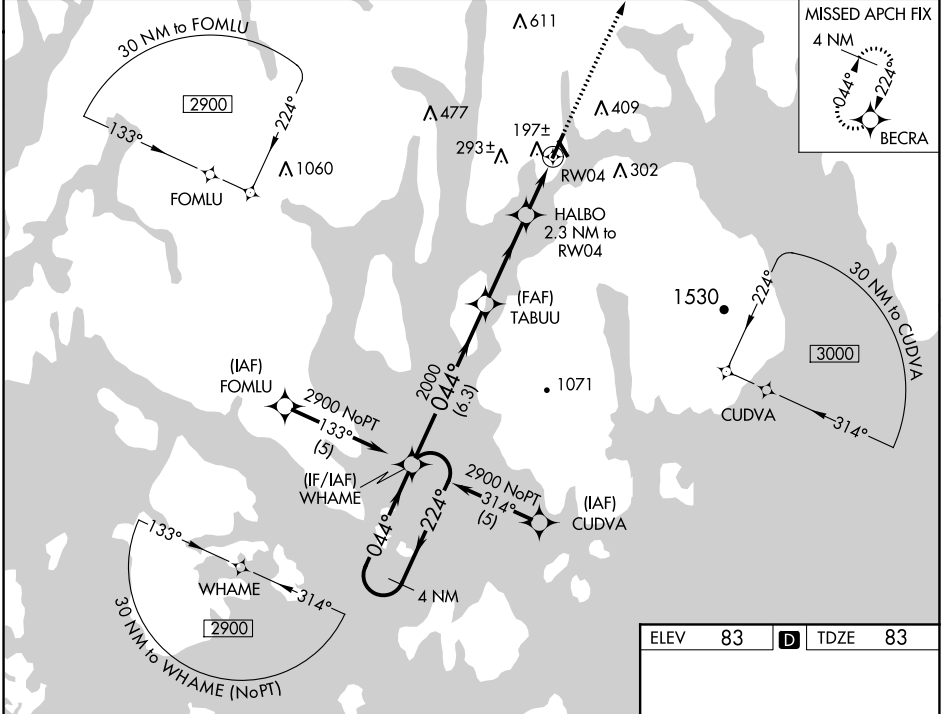 MISSED APCH FIX
4 NM
044°
224°
BECRA
30 NM to FOMLU
2900
133°
224°
FOMLU
1060
611
477
409
197±
293±
RW04
302
HALBO
2.3 NM to
RW04
(FAF)
TABUU
1530
1071
30 NM to CUDVA
224°
3000
CUDVA
314°
(IAF)
FOMLU
2900 NoPT
133°
(5)
2000
044°
(6.3)
(IF/IAF)
WHAME
2900 NoPT
314°
(5)
(IAF)
CUDVA
044°
224°
4 NM
133°
WHAME
314°
2900
30 NM to WHAME (NoPT)
ELEV 83 D TDZE 83